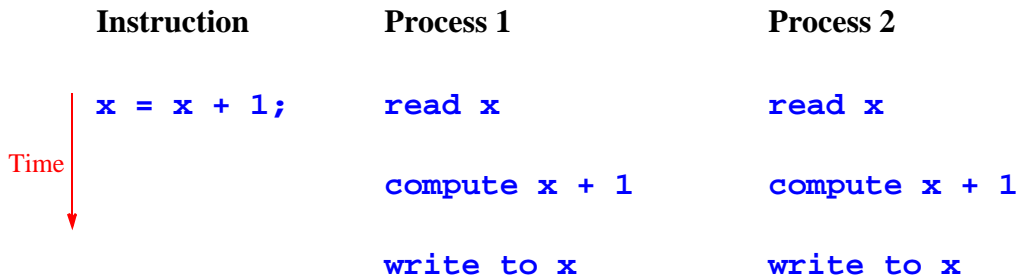 Instruction Process 1 Process 2
x = x + 1; read x read x
Time
compute x + 1 compute x + 1
write to x write to x